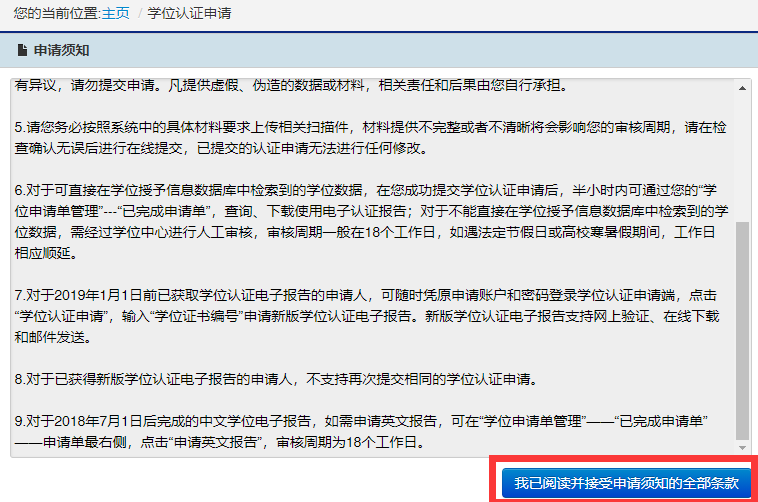 您的当前位置:主页 / 学位认证申请
申请须知
有异议，请勿提交申请。凡提供虚假、伪造的数据或材料，相关责任和后果由您自行承担。
5.请您务必按照系统中的具体材料要求上传相关扫描件，材料提供不完整或者不清晰将会影响您的审核周期，请在检
查确认无误后进行在线提交，已提交的认证申请无法进行任何修改。
6.对于可直接在学位授予信息数据库中检索到的学位数据，在您成功提交学位认证申请后，半小时内可通过您的“学
位申请单管理”---“已完成申请单”，查询、下载使用电子认证报告；对于不能直接在学位授予信息数据库中检索到的学
位数据，需经过学位中心进行人工审核，审核周期一般在18个工作日，如遇法定节假日或高校寒暑假期间，工作日
相应顺延。
7.对于2019年1月1日前已获取学位认证电子报告的申请人，可随时凭原申请账户和密码登录学位认证申请端，点击
“学位认证申请”，输入“学位证书编号”申请新版学位认证电子报告。新版学位认证电子报告支持网上验证、在线下载
和邮件发送。
8.对于已获得新版学位认证电子报告的申请人，不支持再次提交相同的学位认证申请。
9.对于2018年7月1日后完成的中文学位电子报告，如需申请英文报告，可在“学位申请单管理”——“已完成申请单”
——申请单最右侧，点击“申请英文报告”，审核周期为18个工作日。
我已阅读并接受申请须知的全部条款